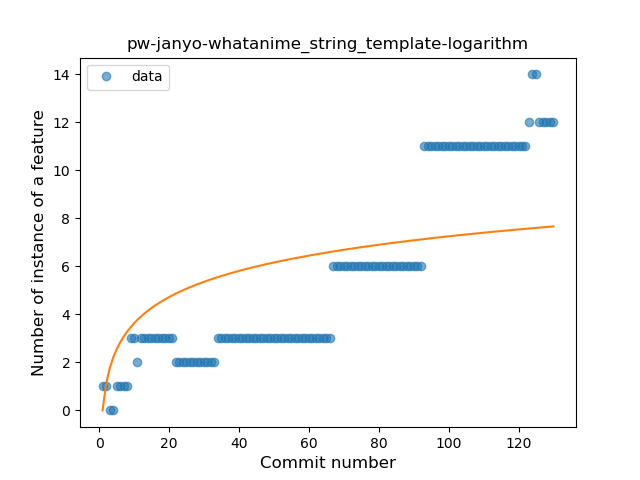 pw-janyo-whatanime_string_template-logarithm
data
Number of instance of a feature
14
12
10
8
6
4
2
0
0 20 40 60 80 100 120
Commit number